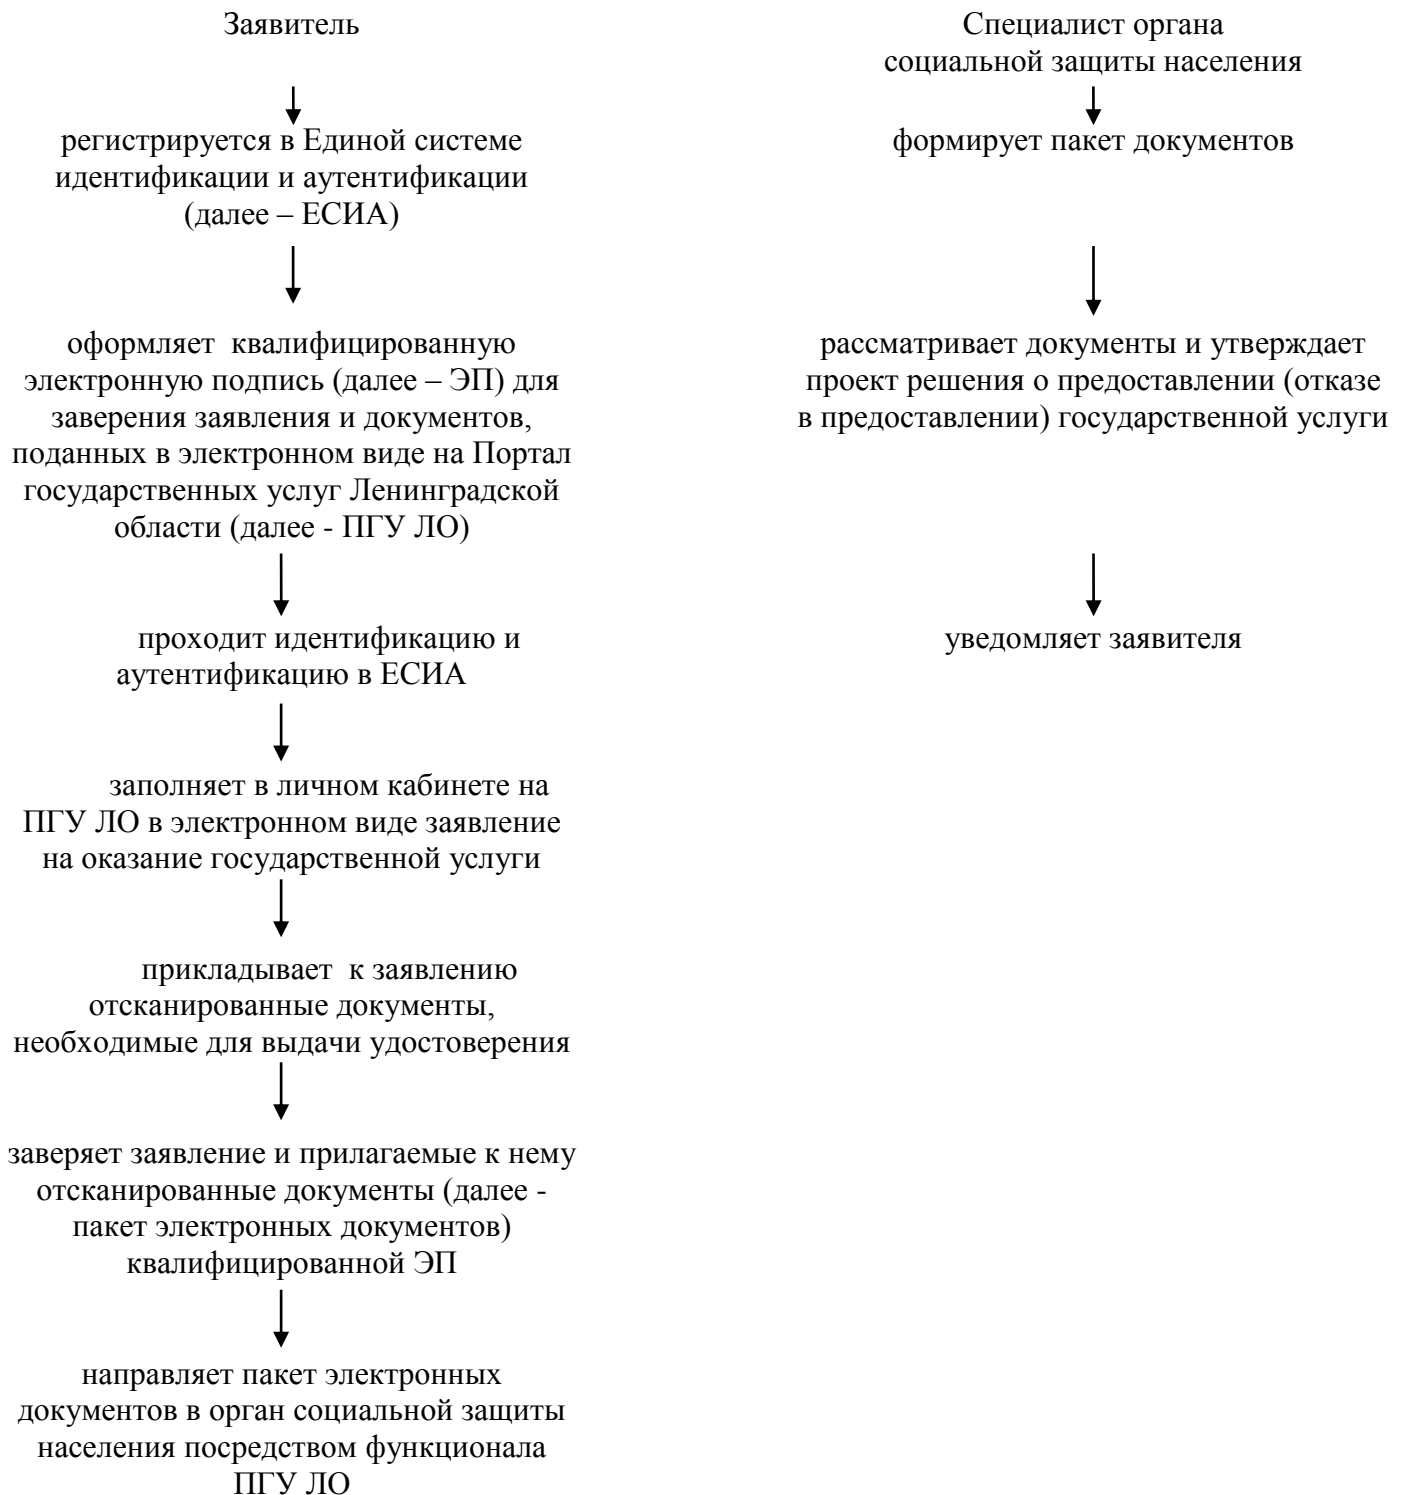 Заявитель
регистрируется в Единой системе
идентификации и аутентификации
(далее – ЕСИА)
оформляет  квалифицированную
электронную подпись (далее – ЭП) для
заверения заявления и документов,
поданных в электронном виде на Портал
государственных услуг Ленинградской
области (далее - ПГУ ЛО)
проходит идентификацию и
аутентификацию в ЕСИА
заполняет в личном кабинете на
ПГУ ЛО в электронном виде заявление
на оказание государственной услуги
прикладывает  к заявлению
отсканированные документы,
необходимые для выдачи удостоверения
заверяет заявление и прилагаемые к нему
отсканированные документы (далее -
пакет электронных документов)
квалифицированной ЭП
направляет пакет электронных
документов в орган социальной защиты
населения посредством функционала
ПГУ ЛО
Специалист органа
социальной защиты населения
формирует пакет документов
рассматривает документы и утверждает
проект решения о предоставлении (отказе
в предоставлении) государственной услуги
уведомляет заявителя